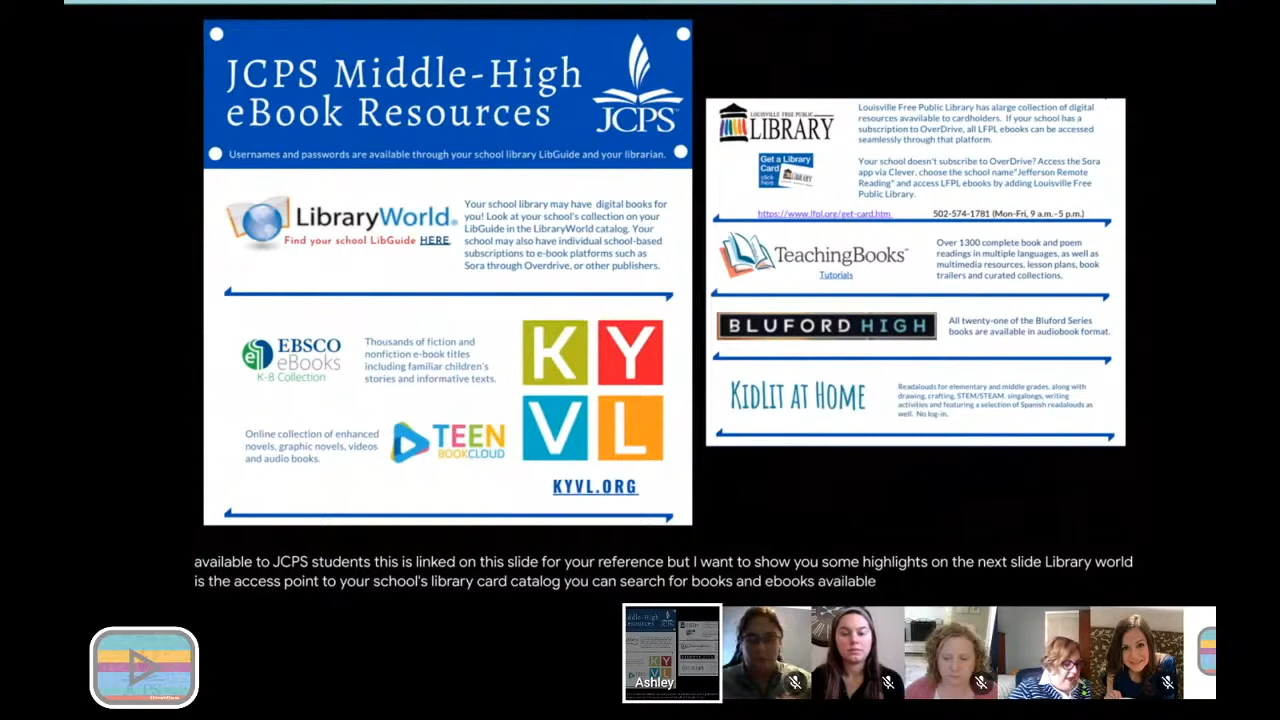 JCPS Middle-High
eBook Resources
JCPS
Usernames and passwords are available through your school library LibGuide and your librarian.
LibraryWorld®
Find your school LibGuide HERE
Your school library may have digital books for
you! Look at your school's collection on your
LibGuide in the LibraryWorld catalog. Your
school may also have individual school-based
subscriptions to e-book platforms such as
Sora through Overdrive, or other publishers.
EBSCO
eBooks
K-8 Collection
Thousands of fiction and
nonfiction e-book titles
including familiar children's
stories and informative texts.
K Y
V L
Online collection of enhanced
novels, graphic novels, videos
and audio books.
TEEN
BOOKCLOUD
KYVL.ORG
LOUISVILLE FREE PUBLIC
LIBRARY
Get a Library
Card
click
here
Louisville Free Public Library has alarge collection of digital
resources avavailable to cardholders. If your school has a
subscription to OverDrive, all LFPL ebooks can be accessed
seamlessly through that platform.
Your school doesn't subscribe to OverDrive? Access the Sora
app via Clever, choose the school name"Jefferson Remote
Reading" and access LFPL ebooks by adding Louisville Free
Public Library.
https://www.lfpl.org/get-card.htm 502-574-1781 (Mon-Fri, 9 a.m.–5 p.m.)
TeachingBooks™
Tutorials
Over 1300 complete book and poem
readings in multiple languages, as well as
multimedia resources, lesson plans, book
trailers and curated collections.
BLUFORD HIGH
All twenty-one of the Bluford Series
books are available in audiobook format.
KIDLIT AT HOME
Readalouds for elementary and middle grades, along with
drawing, crafting, STEM/STEAM, singalongs, writing
activities and featuring a selection of Spanish readalouds as
well. No log-in.
available to JCPS students this is linked on this slide for your reference but I want to show you some highlights on the next slide Library world
is the access point to your school's library card catalog you can search for books and ebooks available
Ashley